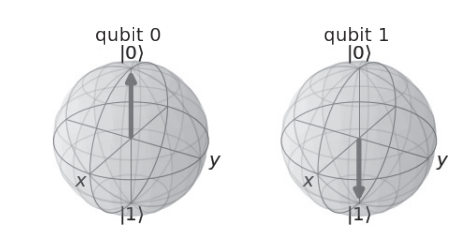 qubit 0
|0⟩
x
y
|1⟩
qubit 1
|0⟩
x
y
|1⟩